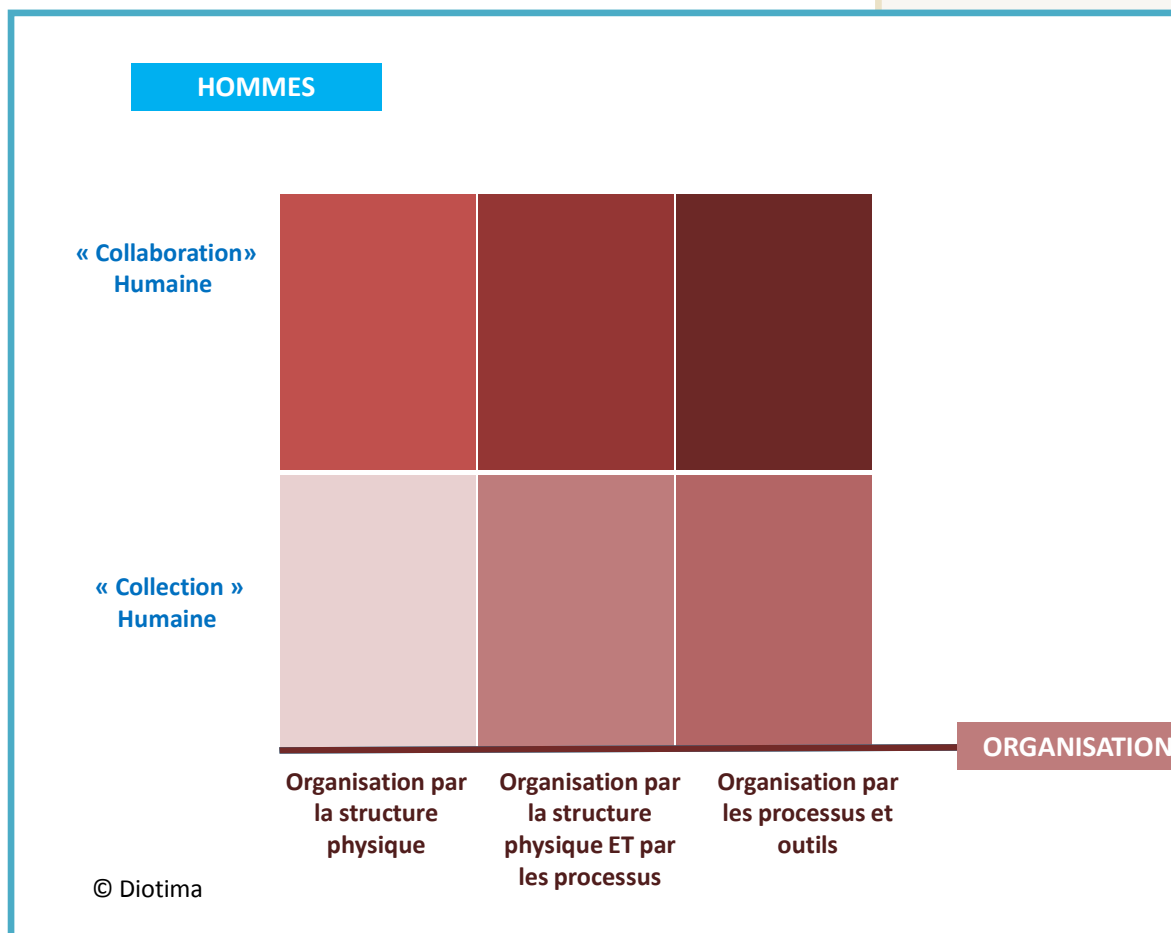 HOMMES
« Collaboration»
Humaine
« Collection »
Humaine
ORGANISATION
Organisation par
la structure
physique
Organisation par
la structure
physique ET par
les processus
Organisation par
les processus et
outils
© Diotima